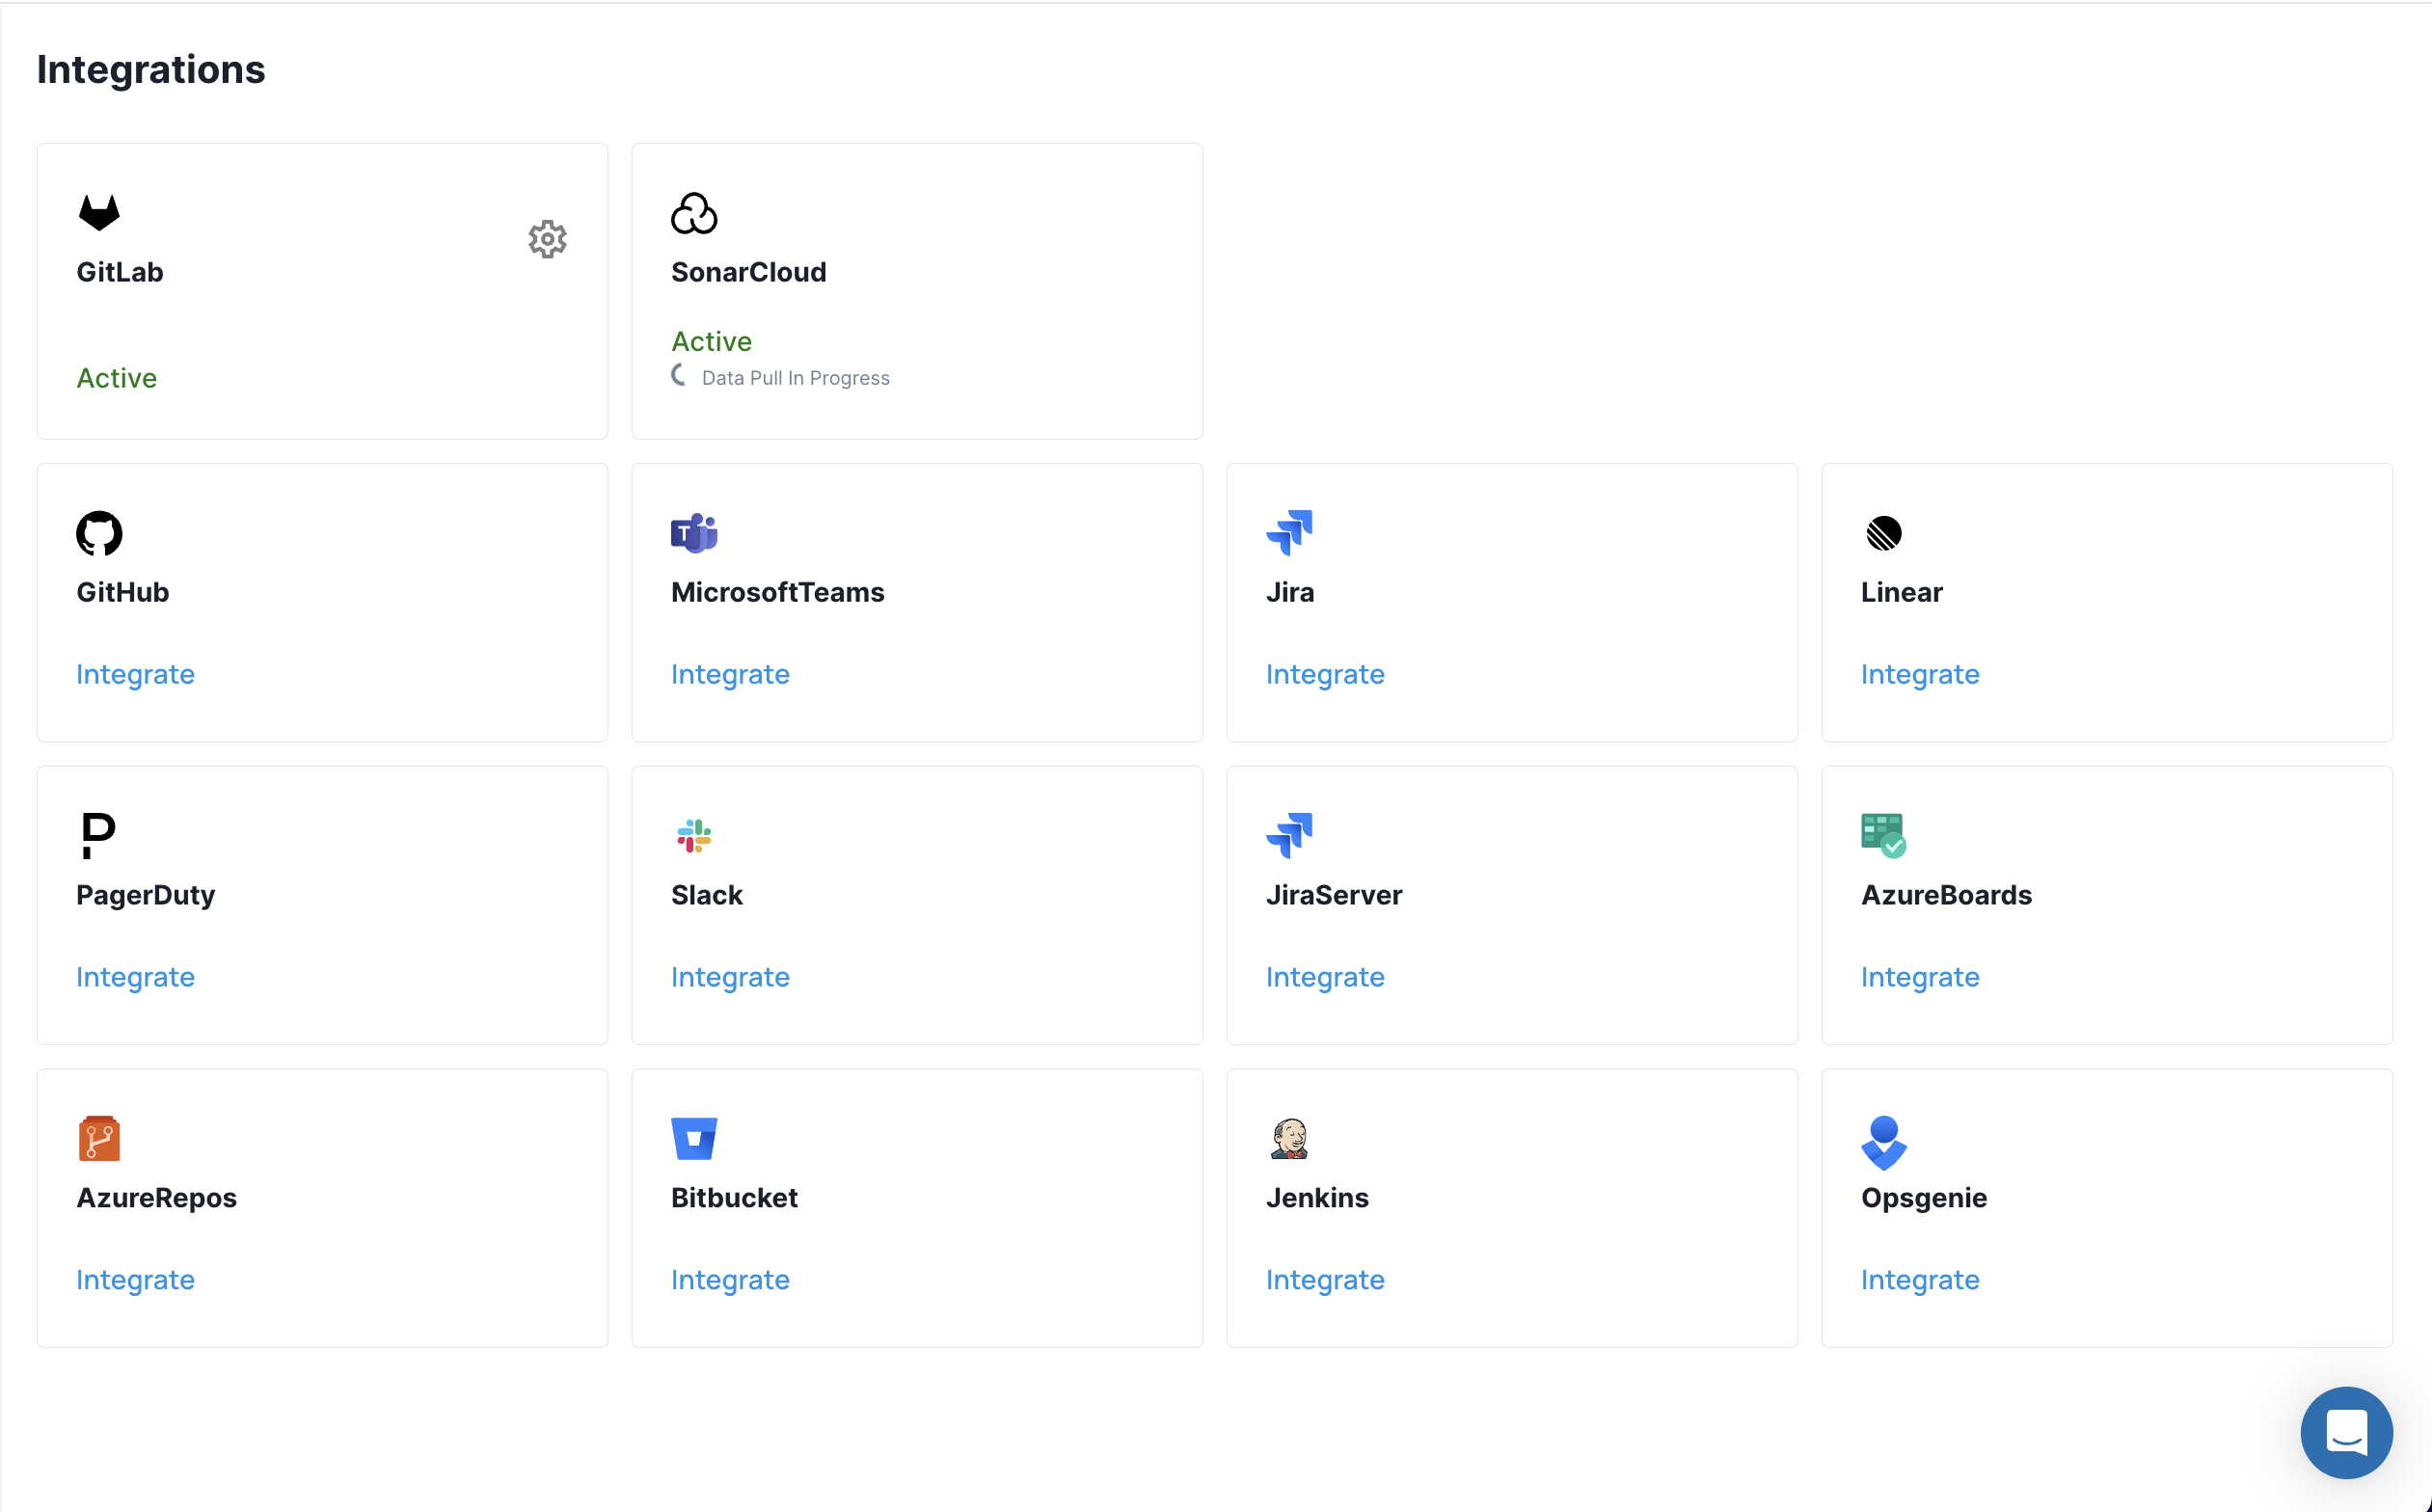 Integrations
GitLab
Active
SonarCloud
Active
Data Pull In Progress
GitHub
Integrate
T
MicrosoftTeams
Integrate
Jira
Integrate
Linear
Integrate
PagerDuty
Integrate
Slack
Integrate
JiraServer
Integrate
AzureBoards
Integrate
AzureRepos
Integrate
Bitbucket
Integrate
Jenkins
Integrate
Opsgenie
Integrate